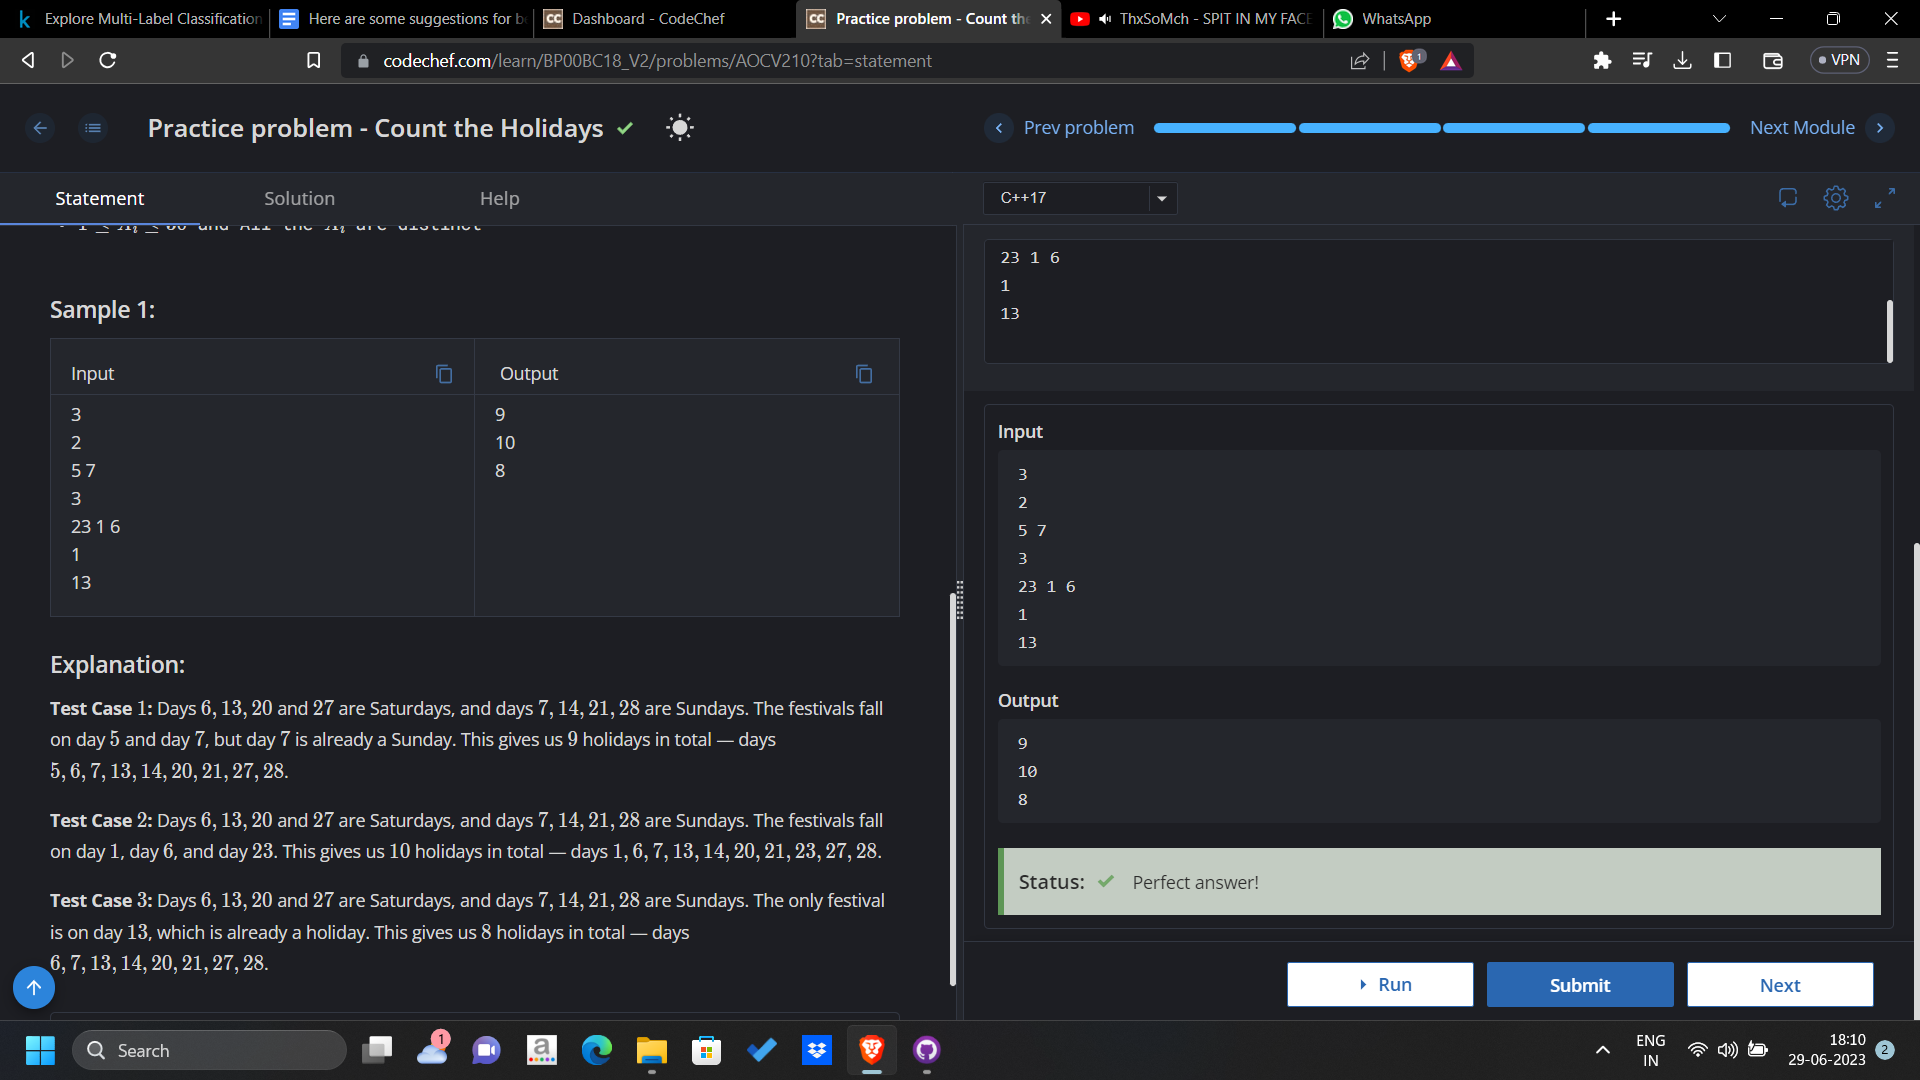 Explore Multi-Label Classification
Here are some suggestions for be
Dashboard - CodeChef
Practice problem - Count the
ThxSoMch - SPIT IN MY FACE
WhatsApp
codechef.com/learn/BP00BC18_V2/problems/AOCV210?tab=statement
1
VPN
Practice problem - Count the Holidays
Prev problem
Next Module
Statement
Solution
Help
C++17
Sample 1:
Input
Output
3
2
5 7
3
23 1 6
1
13
9
10
8
Explanation:
Test Case 1: Days 6, 13, 20 and 27 are Saturdays, and days 7, 14, 21, 28 are Sundays. The festivals fall
on day 5 and day 7, but day 7 is already a Sunday. This gives us 9 holidays in total — days
5, 6, 7, 13, 14, 20, 21, 27, 28.
Test Case 2: Days 6, 13, 20 and 27 are Saturdays, and days 7, 14, 21, 28 are Sundays. The festivals fall
on day 1, day 6, and day 23. This gives us 10 holidays in total — days 1, 6, 7, 13, 14, 20, 21, 23, 27, 28.
Test Case 3: Days 6, 13, 20 and 27 are Saturdays, and days 7, 14, 21, 28 are Sundays. The only festival
is on day 13, which is already a holiday. This gives us 8 holidays in total — days
6, 7, 13, 14, 20, 21, 27, 28.
23 1 6
1
13
Input
3
2
5 7
3
23 1 6
1
13
Output
9
10
8
Status: Perfect answer!
Run
Submit
Next
Search
1
ENG
IN
18:10
29-06-2023
2